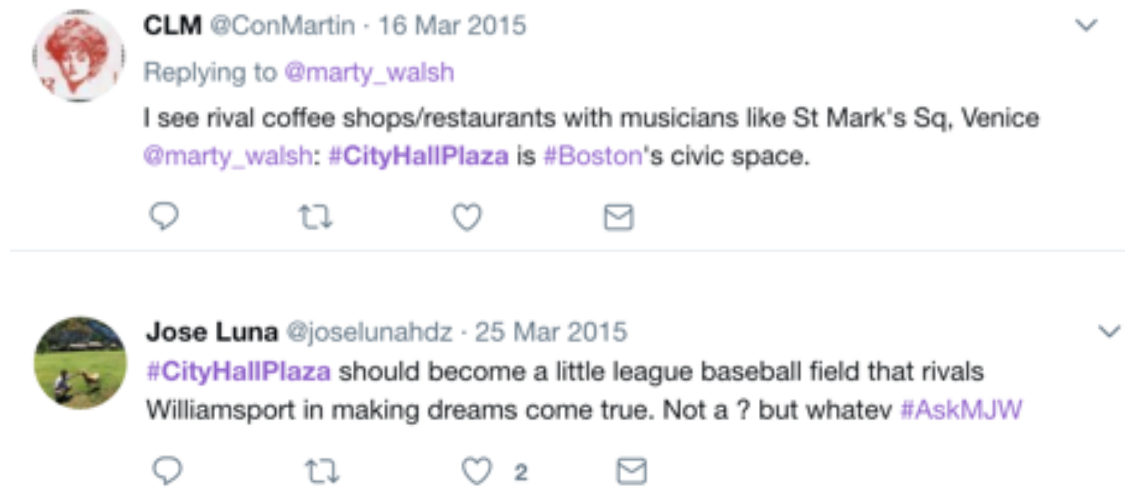 CLM @ConMartin · 16 Mar 2015
Replying to @marty_walsh
I see rival coffee shops/restaurants with musicians like St Mark's Sq, Venice
@marty_walsh: #CityHallPlaza is #Boston's civic space.
Jose Luna @joselunahdz · 25 Mar 2015
#CityHallPlaza should become a little league baseball field that rivals
Williamsport in making dreams come true. Not a ? but whatev #AskMJW
2